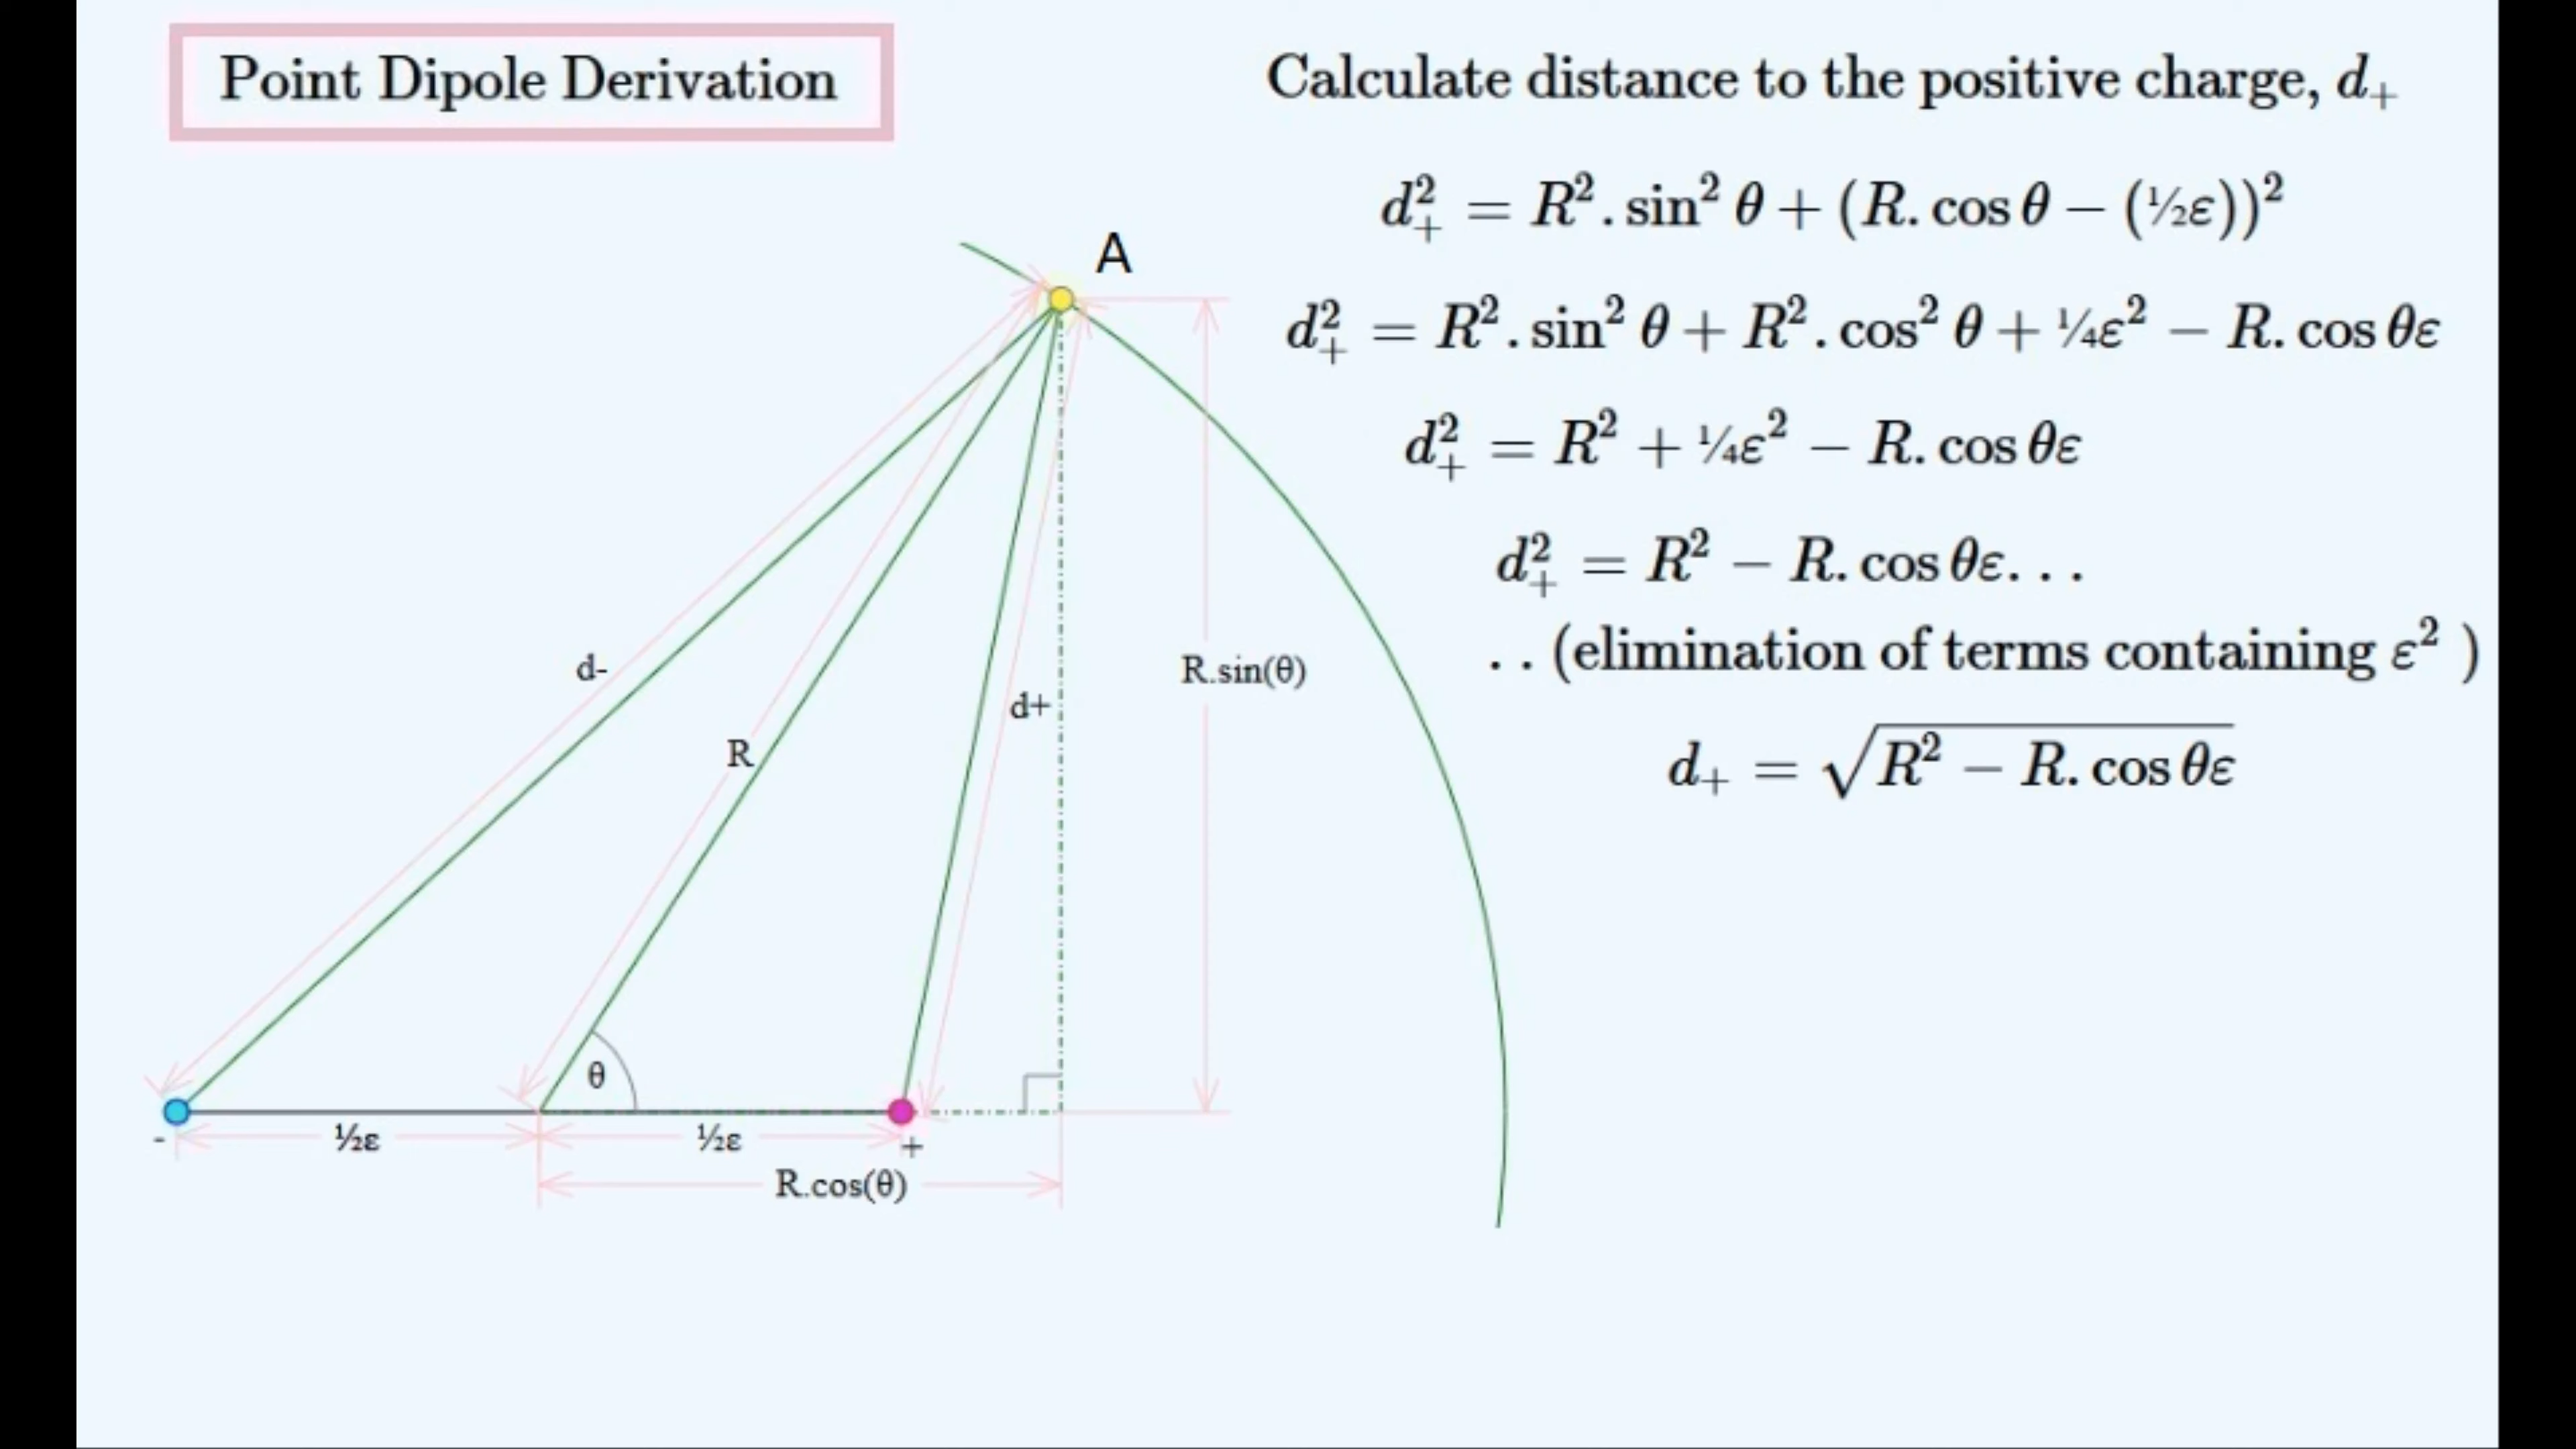 Point Dipole Derivation
Calculate distance to the positive charge, d₊
d₊² = R². sin² θ + (R. cos θ − (½ε))²
d₊² = R². sin² θ + R². cos² θ + ¼ε² − R. cos θε
d₊² = R² + ¼ε² − R. cos θε
d₊² = R² − R. cos θε. . .
. . (elimination of terms containing ε² )
d₊ = √(R² − R. cos θε)
A
d-
R
d+
R.sin(θ)
θ
-
½ε
½ε
+
R.cos(θ)